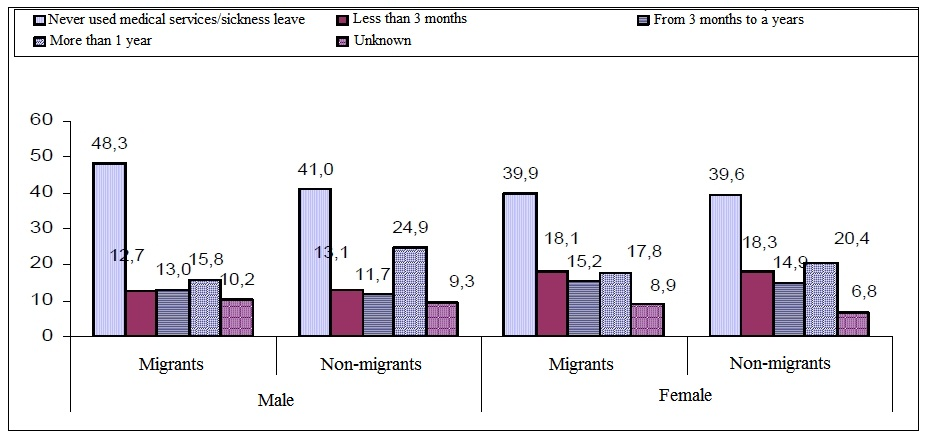 Never used medical services/sickness leave Less than 3 months From 3 months to a years
More than 1 year Unknown
60
50
40
30
20
10
0
48,3 12,7 13,0 15,8 10,2
41,0 13,1 11,7 24,9 9,3
39,9 18,1 15,2 17,8 8,9
39,6 18,3 14,9 20,4 6,8
Migrants Non-migrants Migrants Non-migrants
Male Female